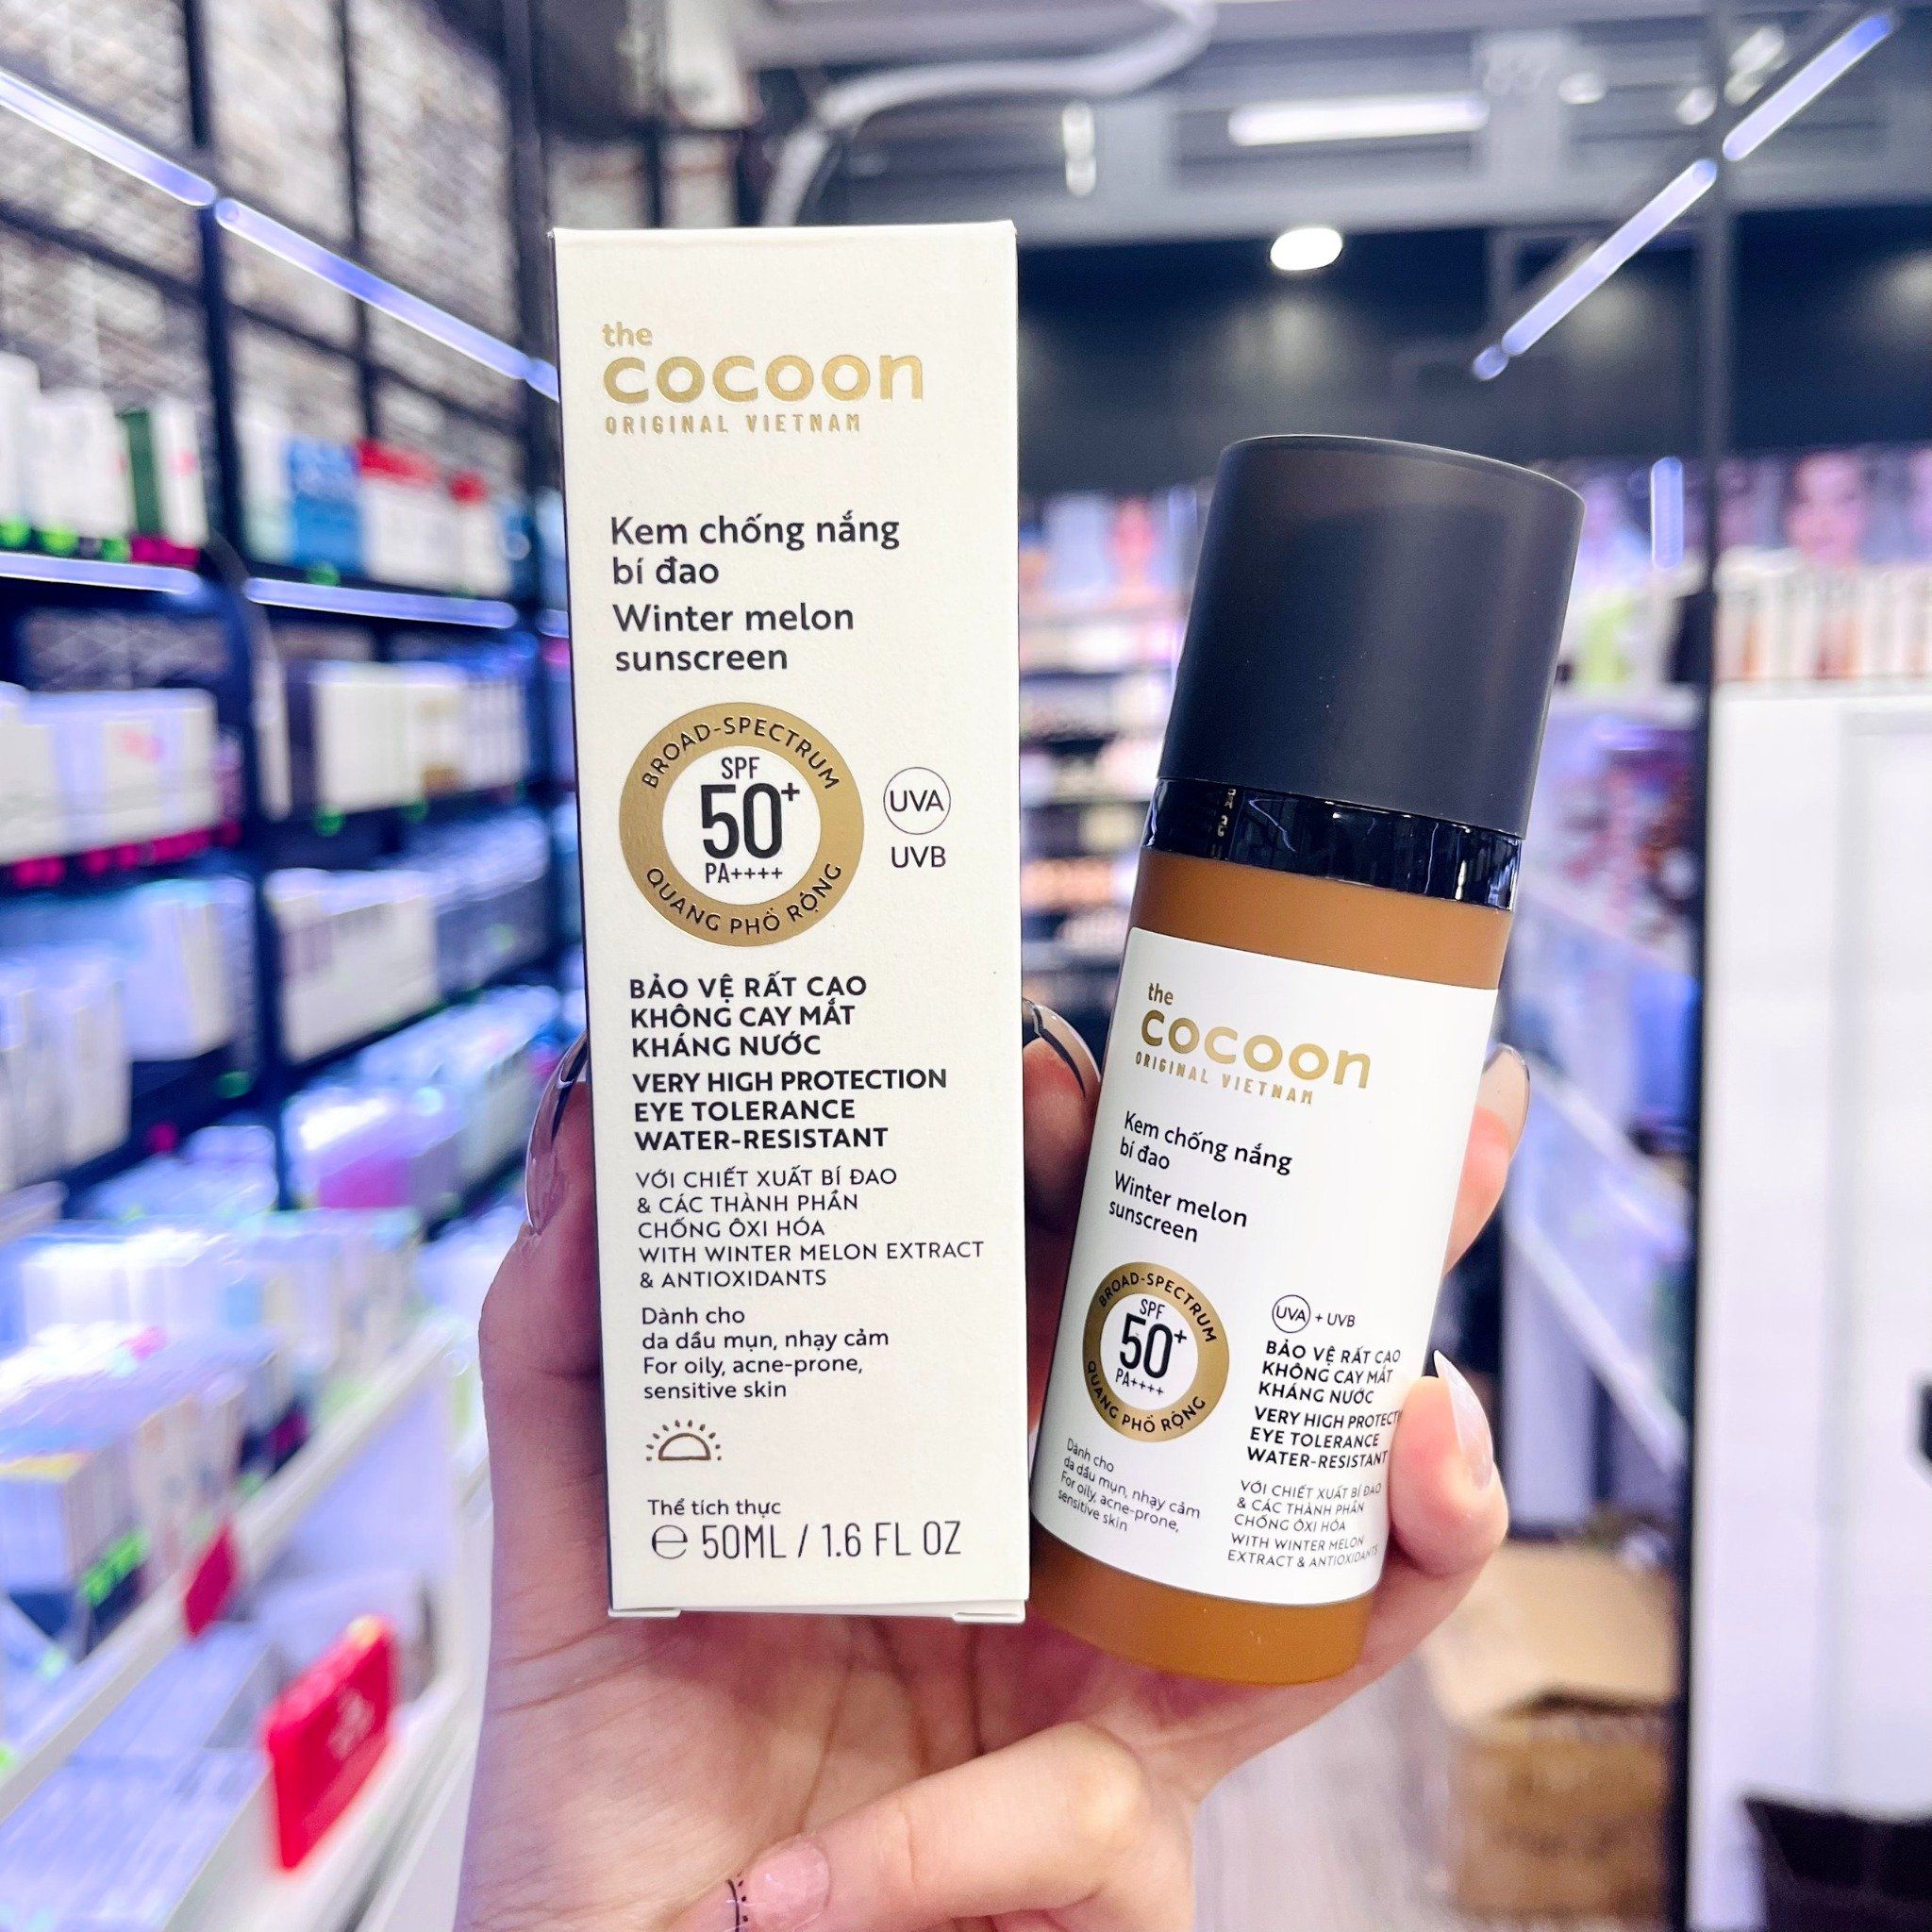 the
cocoon
ORIGINAL VIETNAM
Kem chống nắng
bí đao
Winter melon
sunscreen
BROAD-SPECTRUM
SPF
50+
PA++++
QUANG PHỔ RỘNG
UVA
UVB
BẢO VỆ RẤT CAO
KHÔNG CAY MẮT
KHÁNG NƯỚC
VERY HIGH PROTECTION
EYE TOLERANCE
WATER-RESISTANT
VỚI CHIẾT XUẤT BÍ ĐAO
& CÁC THÀNH PHẦN
CHỐNG ÔXI HÓA
WITH WINTER MELON EXTRACT
& ANTIOXIDANTS
Dành cho
da dầu mụn, nhạy cảm
For oily, acne-prone,
sensitive skin
Thể tích thực
℮ 50ML / 1.6 FL OZ
the
cocoon
ORIGINAL VIETNAM
Kem chống nắng
bí đao
Winter melon
sunscreen
BROAD-SPECTRUM
SPF
50+
PA++++
QUANG PHỔ RỘNG
UVA + UVB
BẢO VỆ RẤT CAO
KHÔNG CAY MẮT
KHÁNG NƯỚC
VERY HIGH PROTECT
EYE TOLERANCE
WATER-RESISTANT
VỚI CHIẾT XUẤT BÍ ĐAO
& CÁC THÀNH PHẦN
CHỐNG ÔXI HÓA
WITH WINTER MELON
EXTRACT & ANTIOXIDANTS
Dành cho
da dầu mụn, nhạy cảm
For oily, acne-prone,
sensitive skin